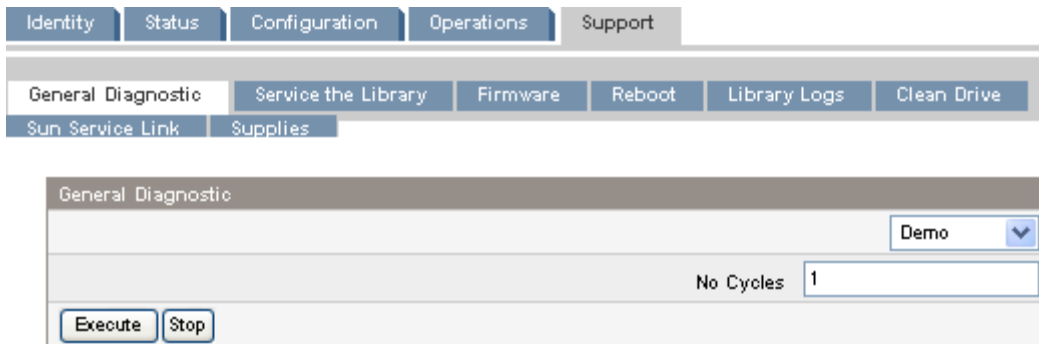 Identity Status Configuration Operations Support
General Diagnostic Service the Library Firmware Reboot Library Logs Clean Drive
Sun Service Link Supplies
General Diagnostic
Demo
No Cycles 1
Execute Stop